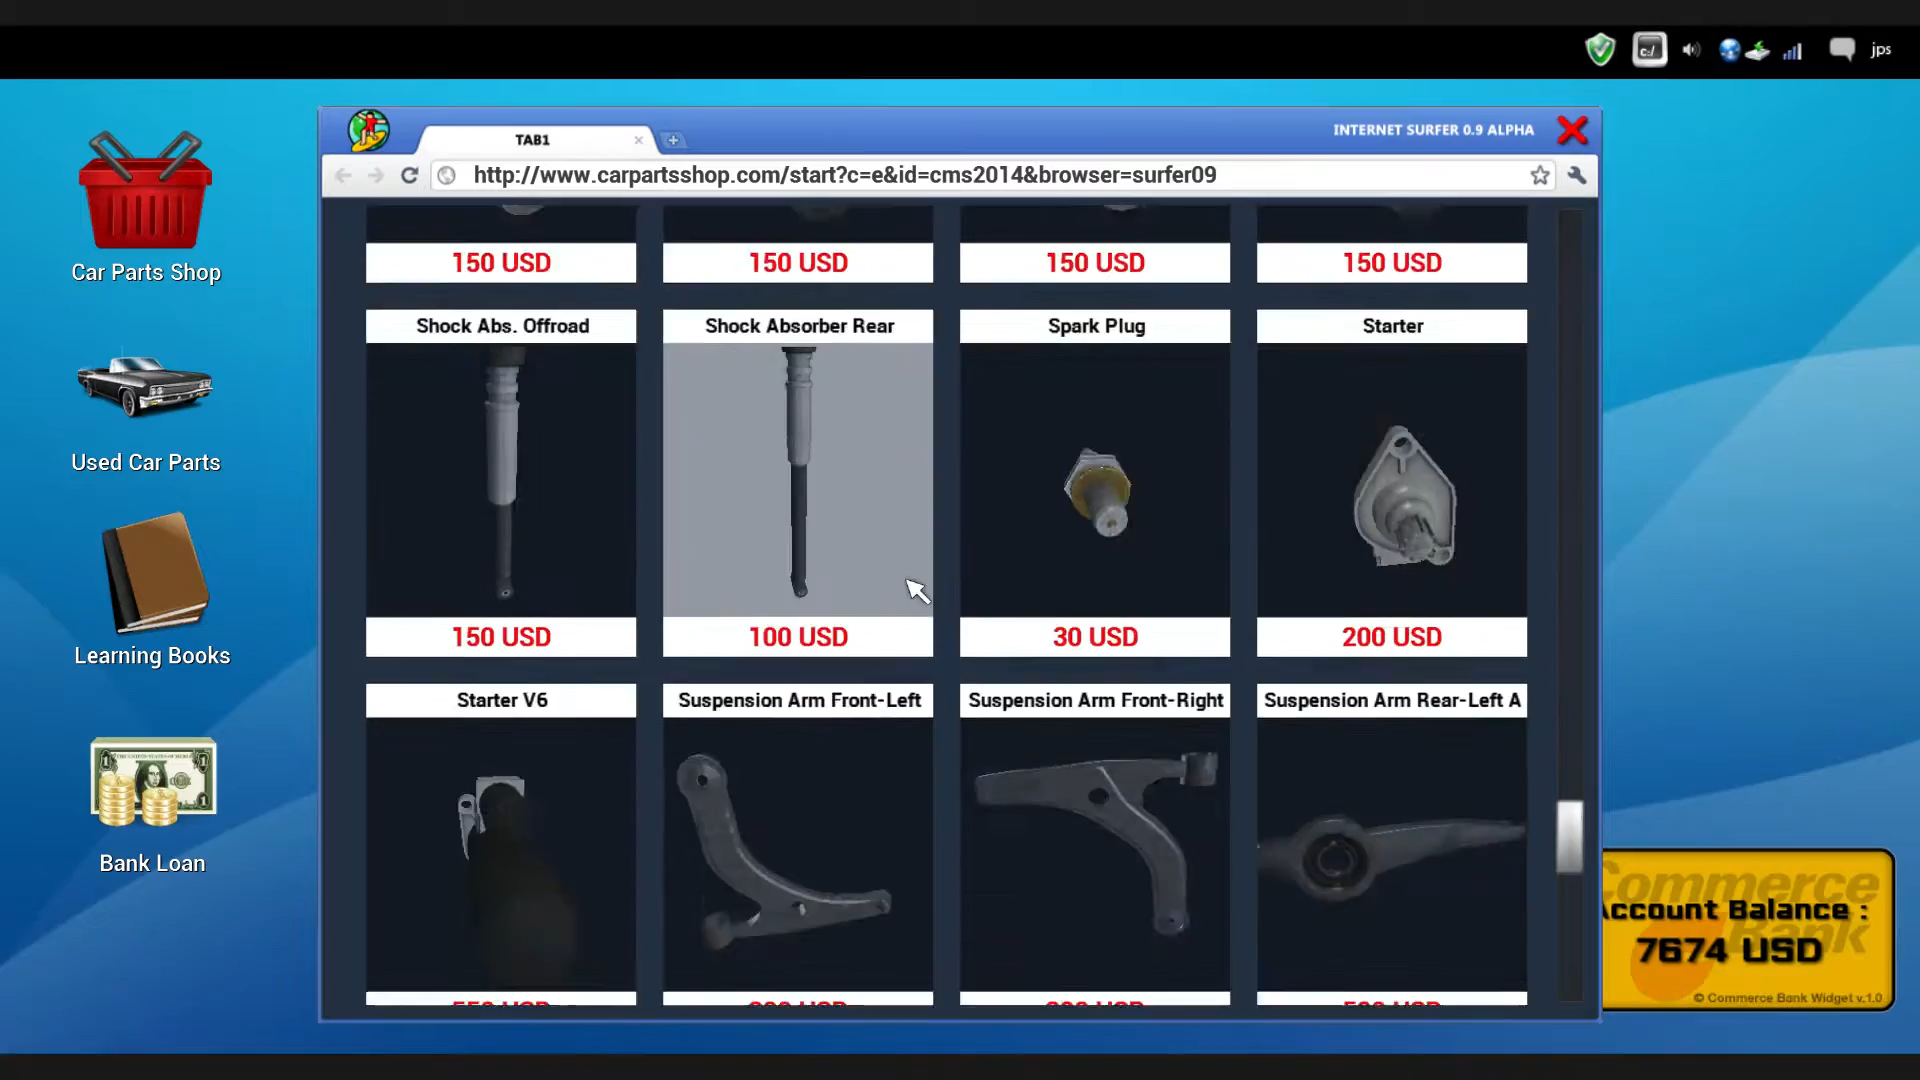 jps
TAB1
INTERNET SURFER 0.9 ALPHA
http://www.carpartsshop.com/start?c=e&id=cms2014&browser=surfer09
Car Parts Shop
Used Car Parts
Learning Books
Bank Loan
150 USD
150 USD
150 USD
150 USD
Shock Abs. Offroad
Shock Absorber Rear
Spark Plug
Starter
150 USD
100 USD
30 USD
200 USD
Starter V6
Suspension Arm Front-Left
Suspension Arm Front-Right
Suspension Arm Rear-Left A
Commerce
Bank
Account Balance :
7674 USD
© Commerce Bank Widget v.1.0